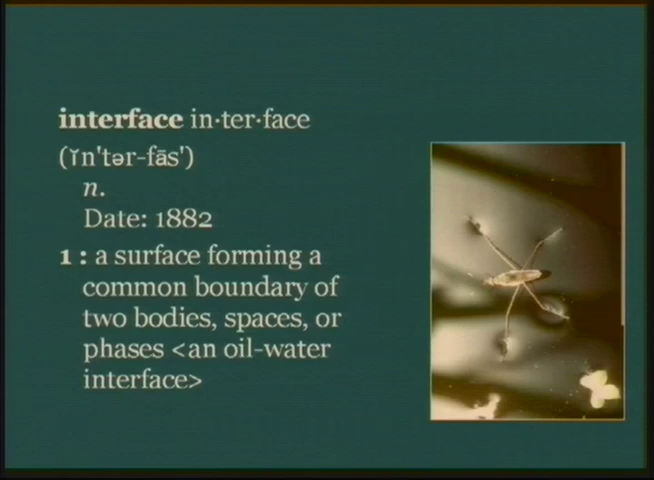 interface in·ter·face
(ĭn'tər-fās')
n.
Date: 1882
1 : a surface forming a
common boundary of
two bodies, spaces, or
phases <an oil-water
interface>